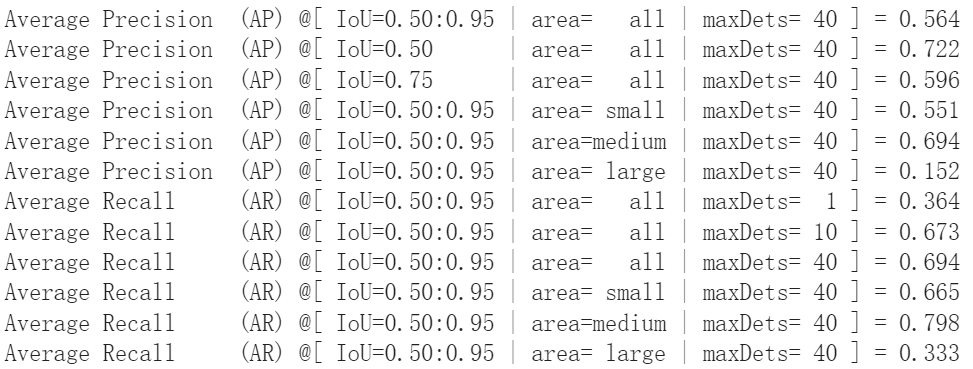 Average Precision  (AP) @[ IoU=0.50:0.95 | area=   all | maxDets= 40 ] = 0.564
Average Precision  (AP) @[ IoU=0.50      | area=   all | maxDets= 40 ] = 0.722
Average Precision  (AP) @[ IoU=0.75      | area=   all | maxDets= 40 ] = 0.596
Average Precision  (AP) @[ IoU=0.50:0.95 | area= small | maxDets= 40 ] = 0.551
Average Precision  (AP) @[ IoU=0.50:0.95 | area=medium | maxDets= 40 ] = 0.694
Average Precision  (AP) @[ IoU=0.50:0.95 | area= large | maxDets= 40 ] = 0.152
Average Recall     (AR) @[ IoU=0.50:0.95 | area=   all | maxDets=  1 ] = 0.364
Average Recall     (AR) @[ IoU=0.50:0.95 | area=   all | maxDets= 10 ] = 0.673
Average Recall     (AR) @[ IoU=0.50:0.95 | area=   all | maxDets= 40 ] = 0.694
Average Recall     (AR) @[ IoU=0.50:0.95 | area= small | maxDets= 40 ] = 0.665
Average Recall     (AR) @[ IoU=0.50:0.95 | area=medium | maxDets= 40 ] = 0.798
Average Recall     (AR) @[ IoU=0.50:0.95 | area= large | maxDets= 40 ] = 0.333